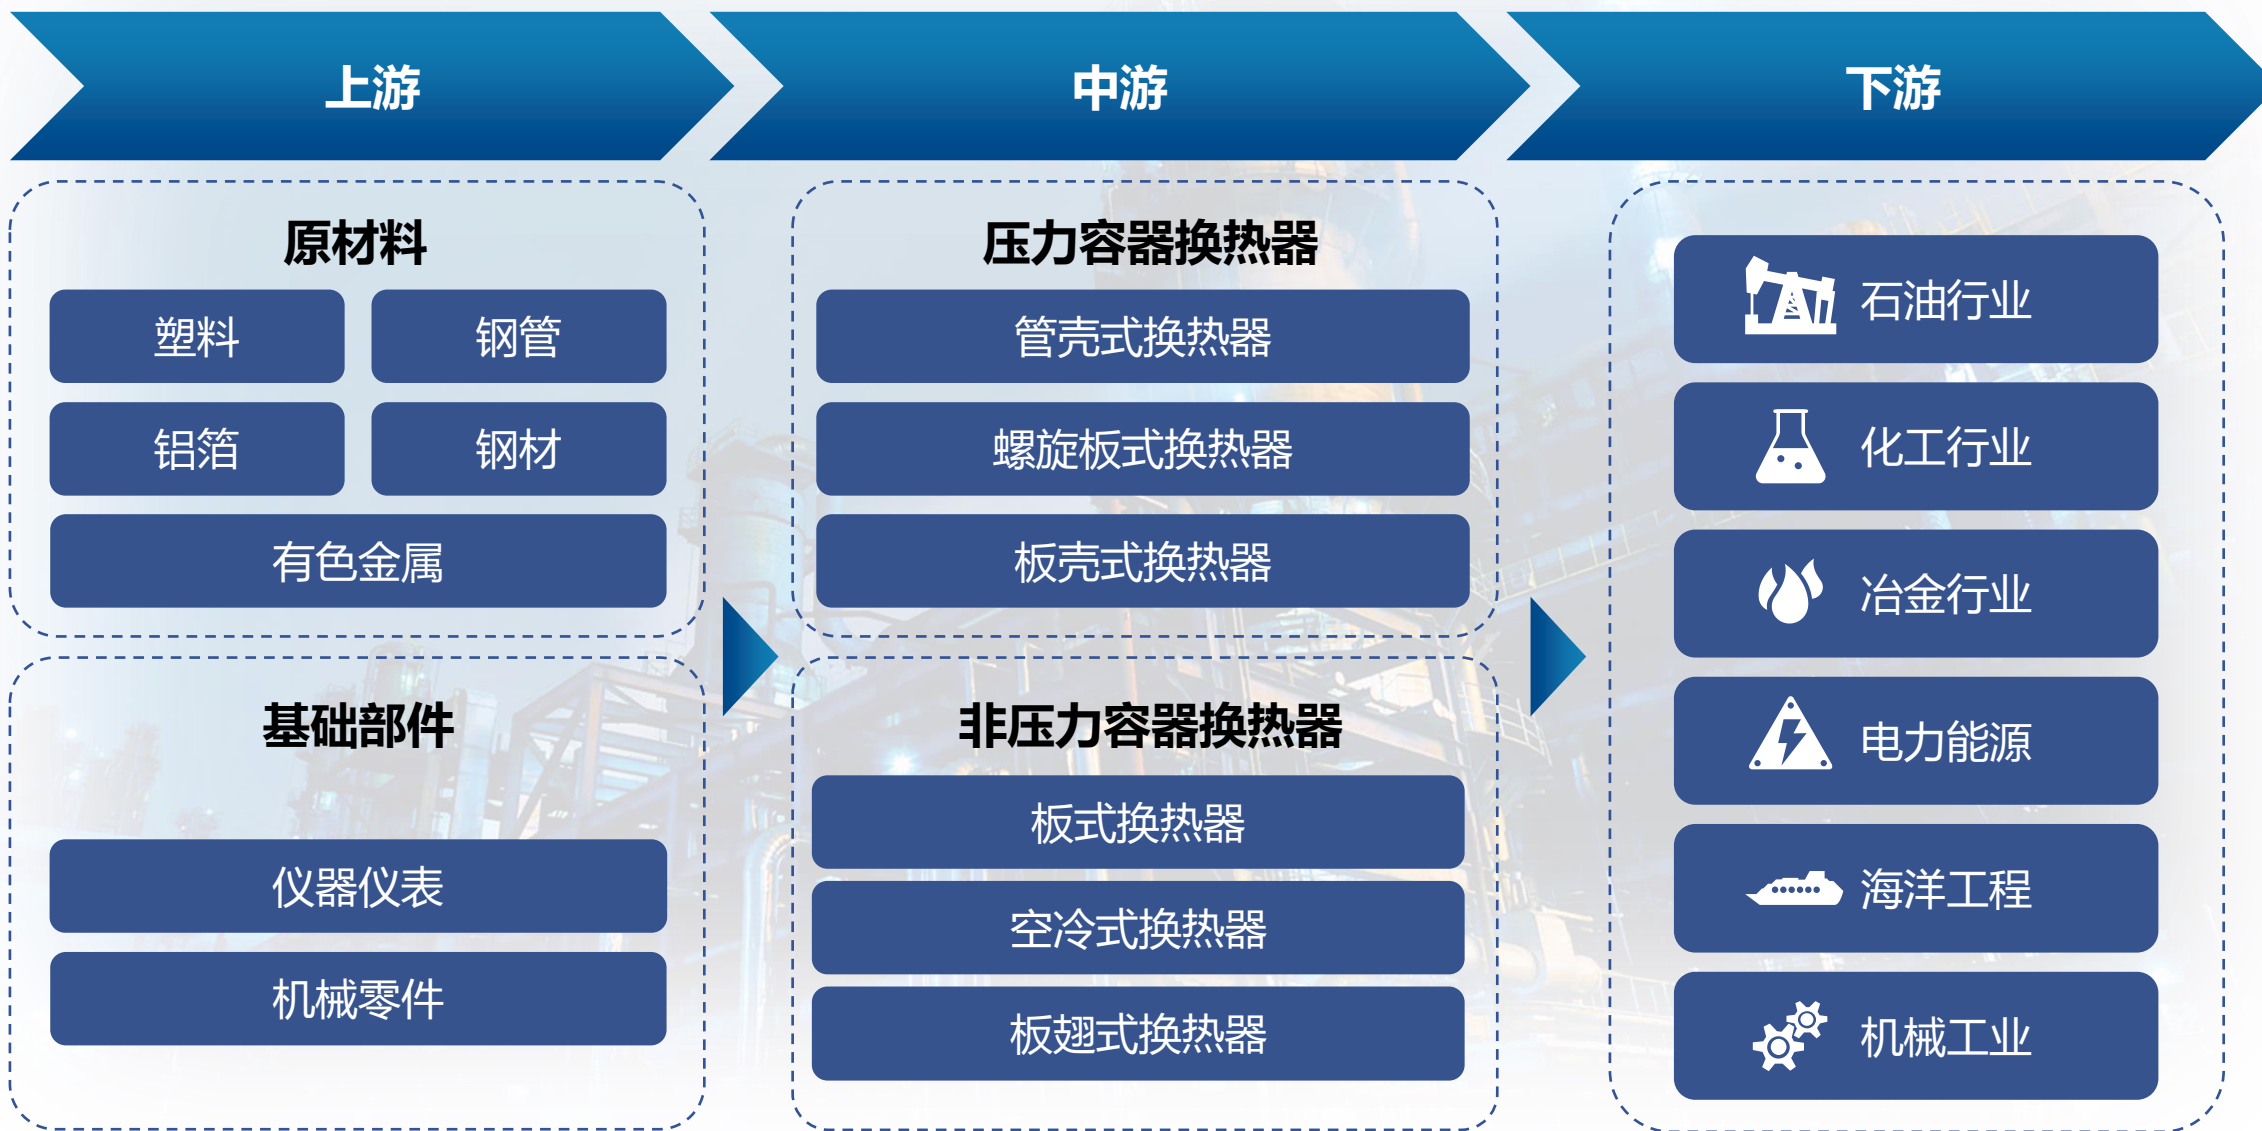 上游
中游
下游
原材料
塑料
钢管
铝箔
钢材
有色金属
基础部件
仪器仪表
机械零件
压力容器换热器
管壳式换热器
螺旋板式换热器
板壳式换热器
非压力容器换热器
板式换热器
空冷式换热器
板翅式换热器
石油行业
化工行业
冶金行业
电力能源
海洋工程
机械工业